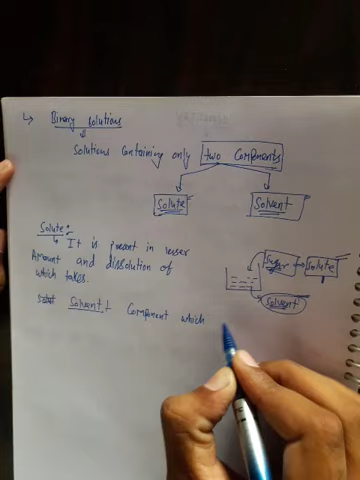 ↳ Binary solutions
Solutions containing only two components
Solute Solvent
Solute:-
↳ It is present in lesser
Amount and dissolution of
which takes.
Sugar → Solute
Solvent
Solvent :- Component which